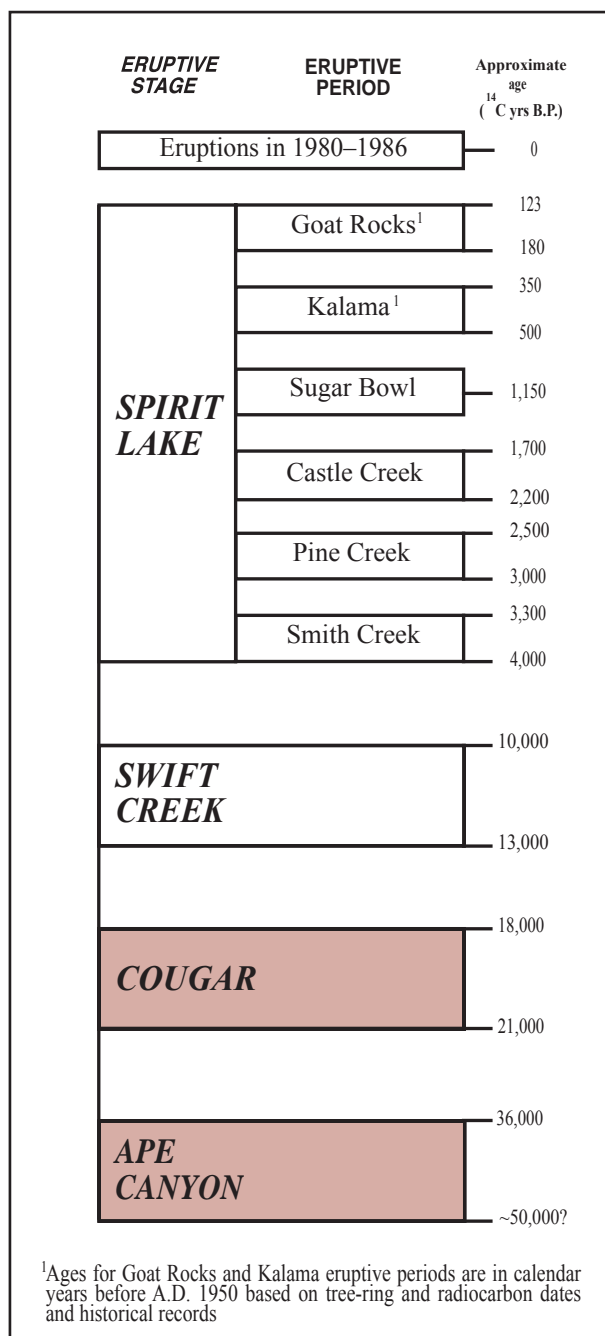 ERUPTIVE STAGE
ERUPTIVE PERIOD
Approximate age
(¹⁴C yrs B.P.)
Eruptions in 1980–1986
0
SPIRIT LAKE
Goat Rocks¹
123
180
Kalama¹
350
500
Sugar Bowl
1,150
Castle Creek
1,700
2,200
Pine Creek
2,500
3,000
Smith Creek
3,300
4,000
SWIFT CREEK
10,000
13,000
COUGAR
18,000
21,000
APE CANYON
36,000
~50,000?
¹Ages for Goat Rocks and Kalama eruptive periods are in calendar
years before A.D. 1950 based on tree-ring and radiocarbon dates
and historical records